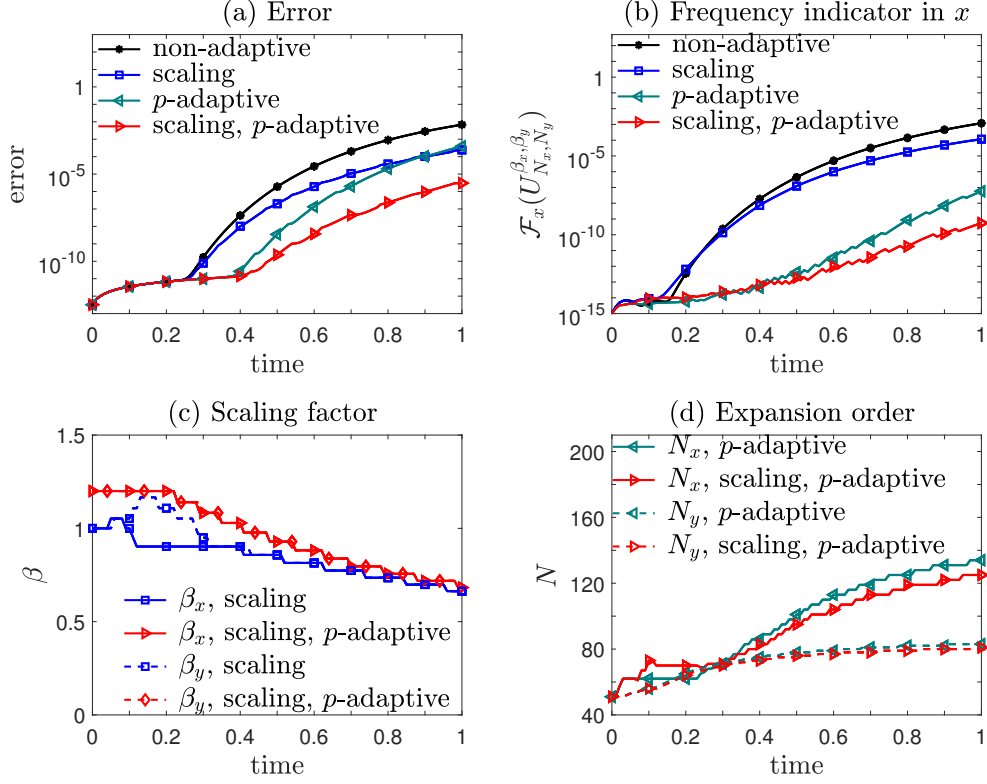 (a) Error
non-adaptive
scaling
p-adaptive
scaling, p-adaptive
1
10^-5
10^-10
error
0 0.2 0.4 0.6 0.8 1
time
(b) Frequency indicator in x
non-adaptive
scaling
p-adaptive
scaling, p-adaptive
1
10^-5
10^-10
10^-15
𝓕_x(U_{N_x,N_y}^{β_x,β_y})
0 0.2 0.4 0.6 0.8 1
time
(c) Scaling factor
1.5
1
0.5
0
β
β_x, scaling
β_x, scaling, p-adaptive
β_y, scaling
β_y, scaling, p-adaptive
0 0.2 0.4 0.6 0.8 1
time
(d) Expansion order
200
160
120
80
40
N
N_x, p-adaptive
N_x, scaling, p-adaptive
N_y, p-adaptive
N_y, scaling, p-adaptive
0 0.2 0.4 0.6 0.8 1
time